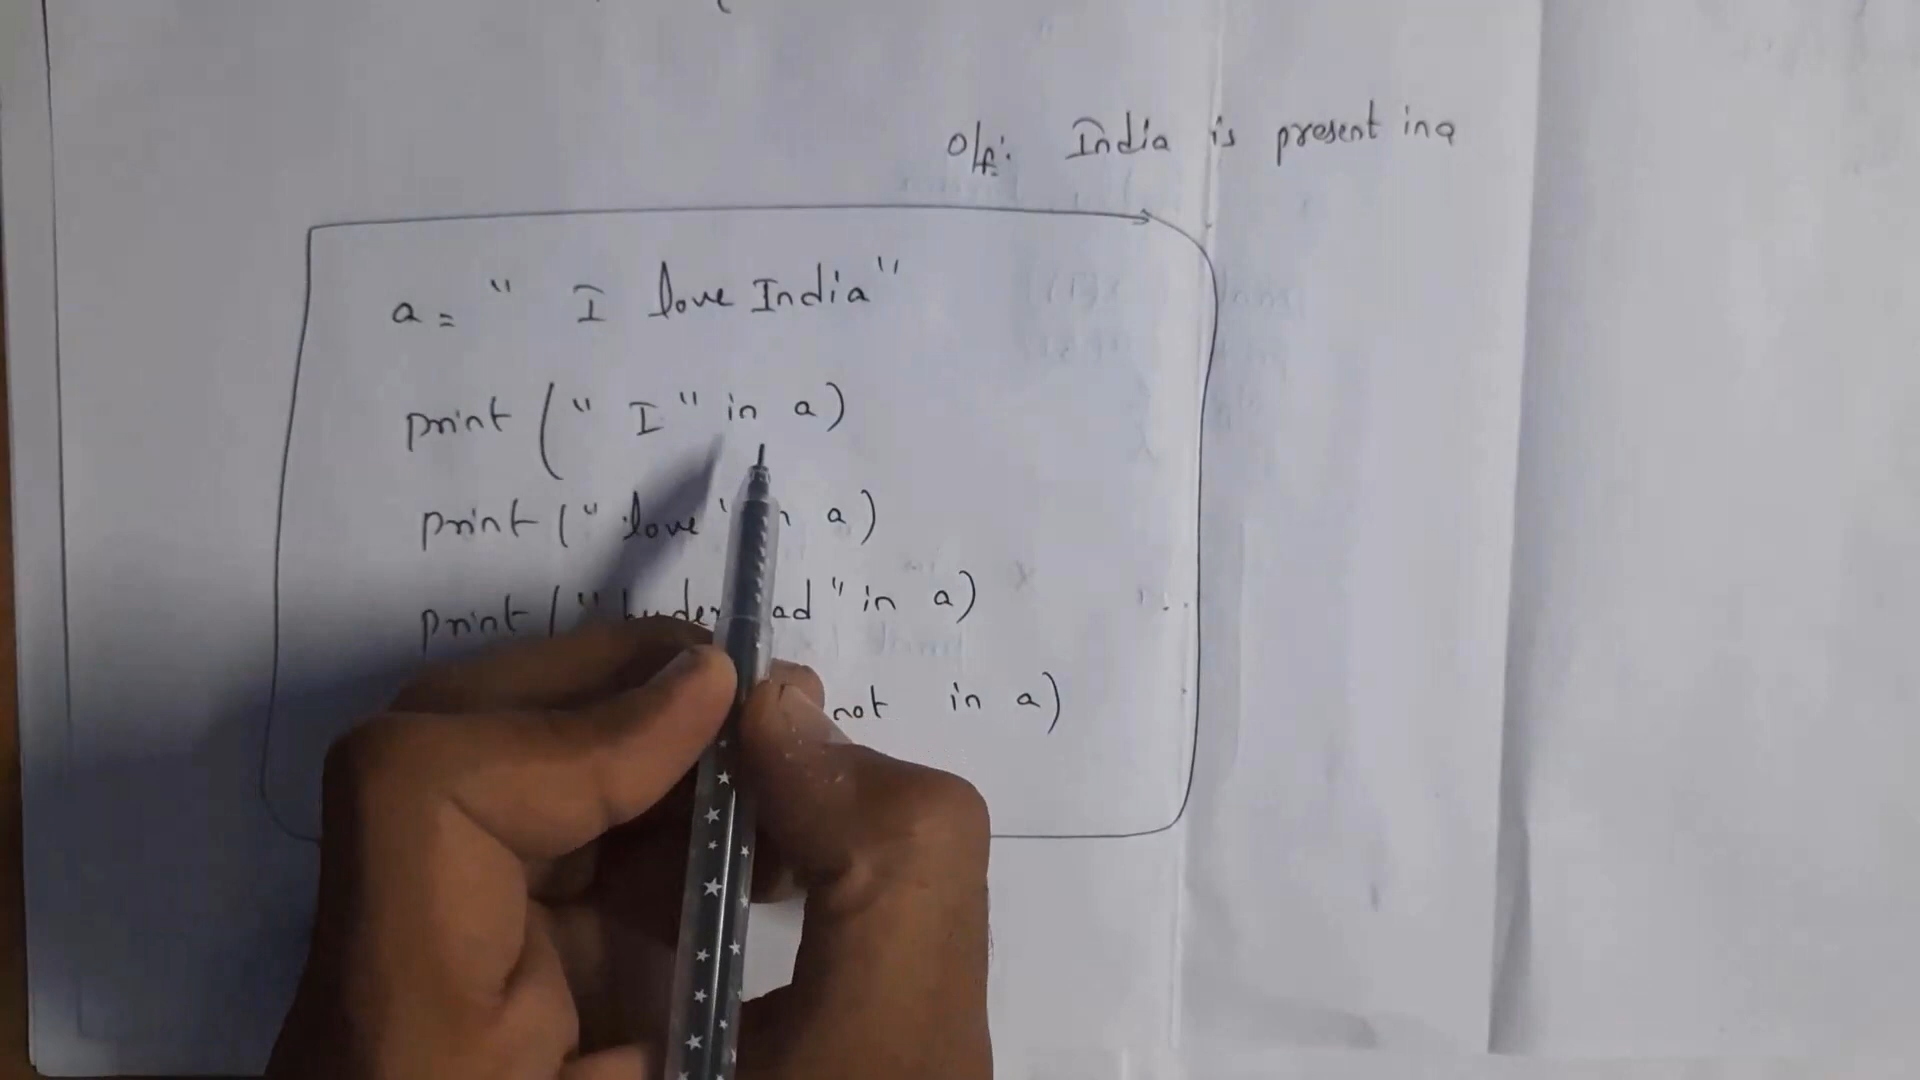 O/P: India is present in a
a = " I love India"
print (" I " in a)
print (" love " a)
print (" ad " in a)
not in a)